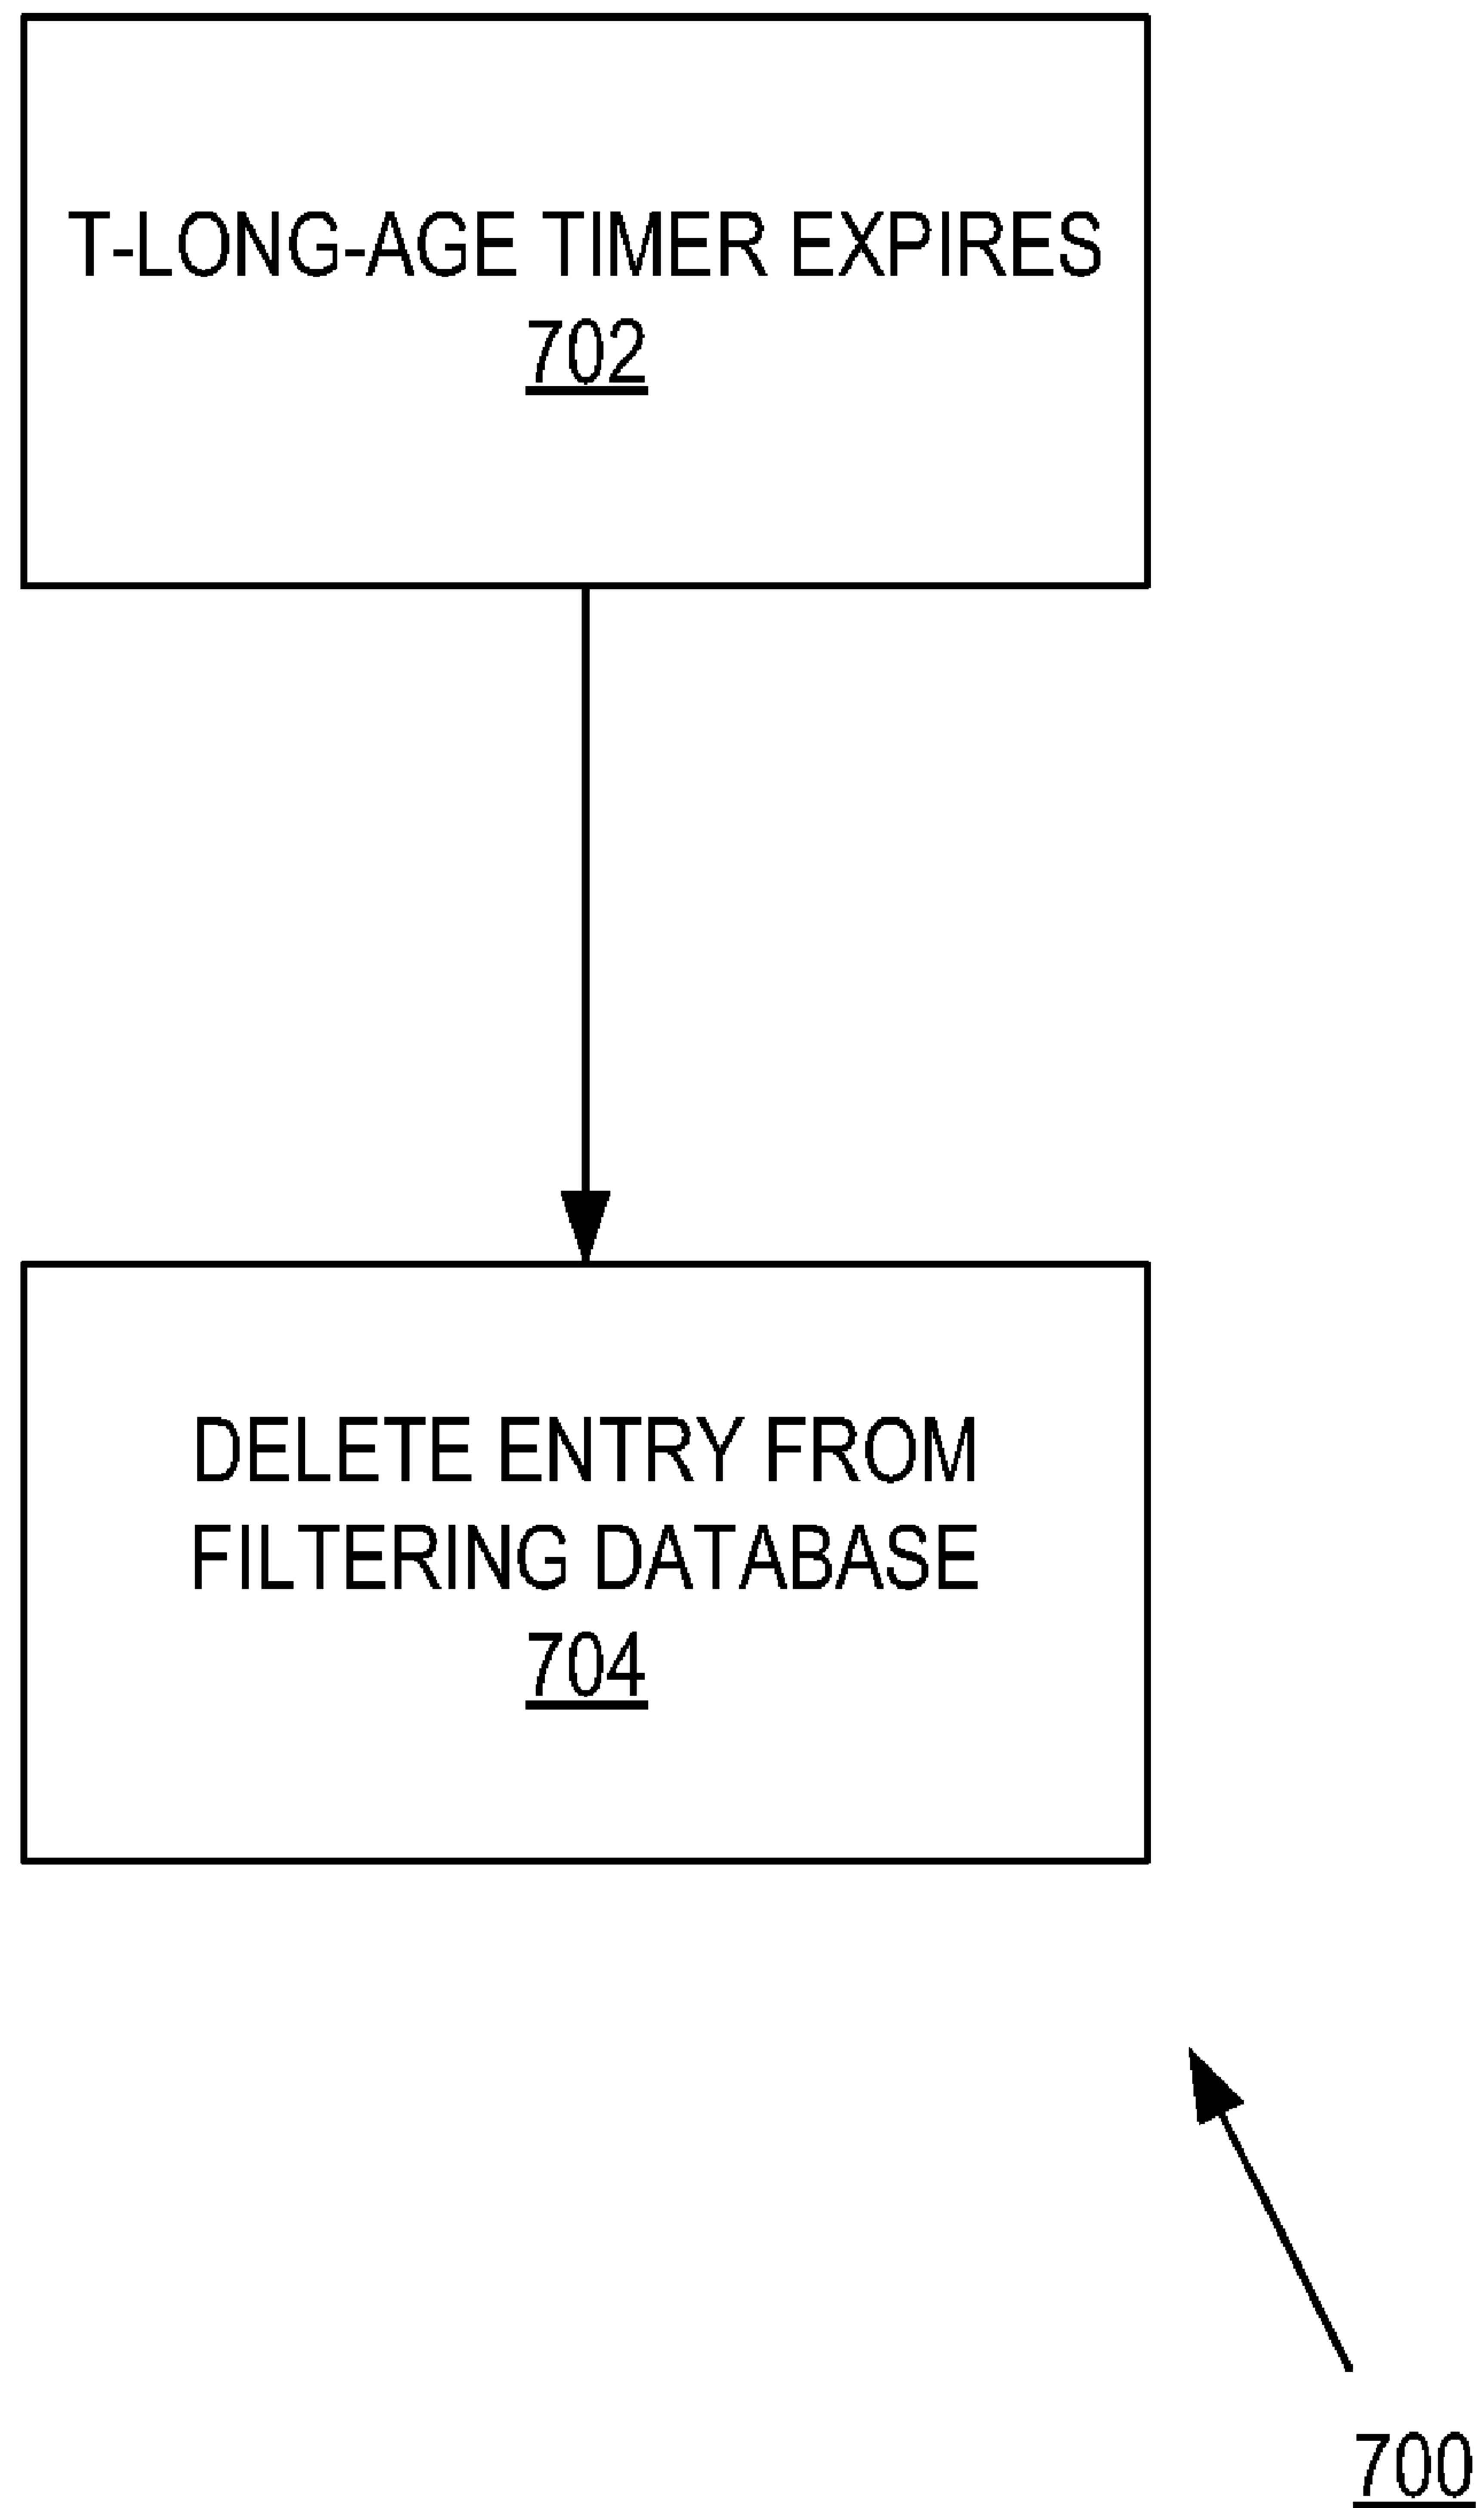 T-LONG-AGE TIMER EXPIRES
702
DELETE ENTRY FROM
FILTERING DATABASE
704
700